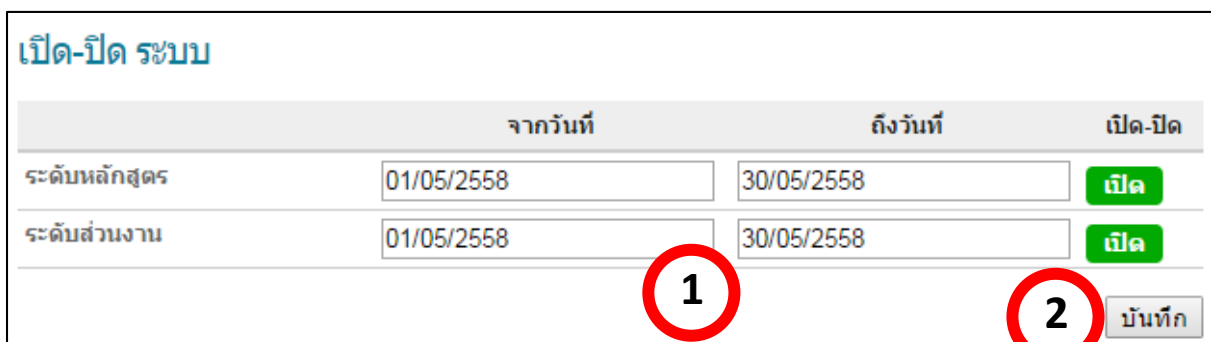 เปิด-ปิด ระบบ
จากวันที่ ถึงวันที่ เปิด-ปิด
ระดับหลักสูตร 01/05/2558 30/05/2558 เปิด
ระดับส่วนงาน 01/05/2558 30/05/2558 เปิด
1 2 บันทึก